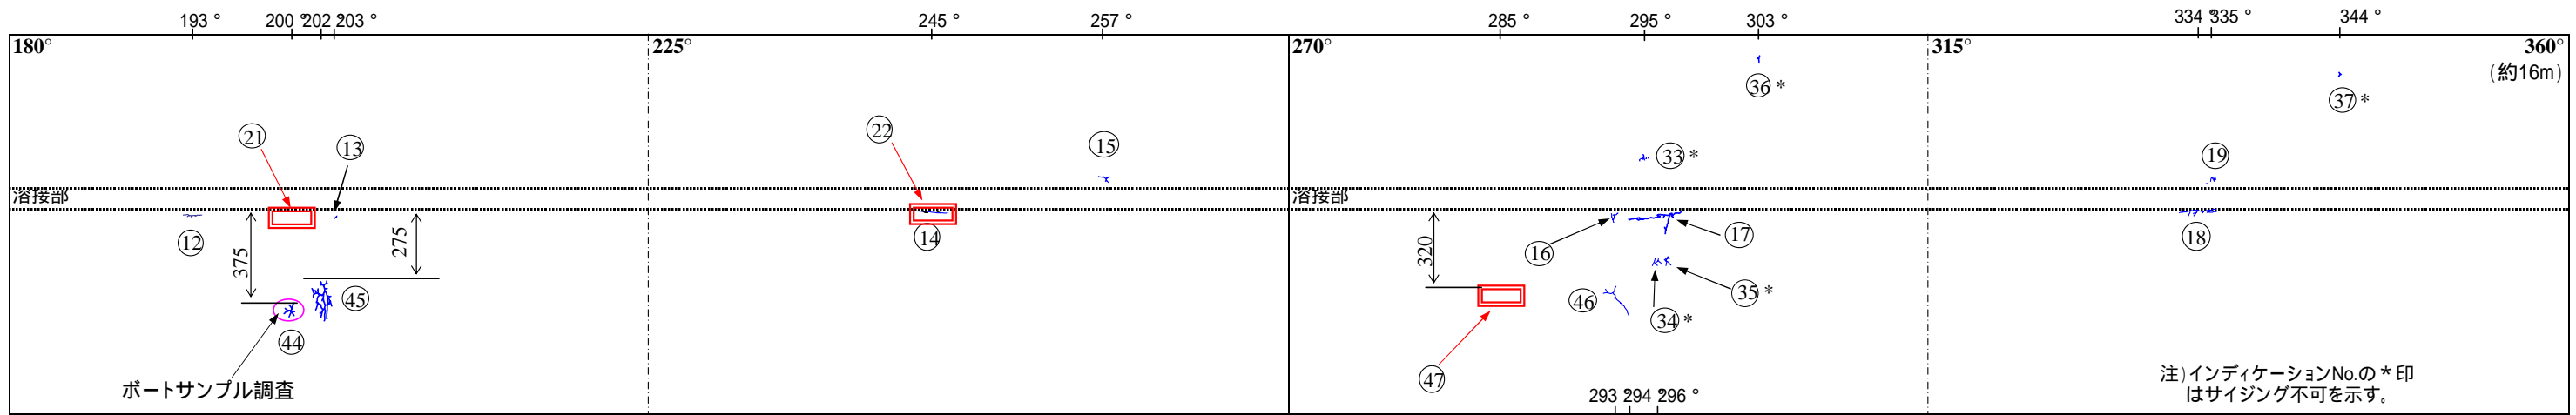 193 ° 200 ° 202 ° 203 ° 245 ° 257 ° 285 ° 295 ° 303 ° 334 ° 335 ° 344 °
180° 225° 270° 315° 360°
(約16m)
36 * 37 *
21 13 22 15 33 * 19
溶接部 溶接部
12 14 16 17 18
375 275 320
45 46 35 *
44 34 *
ボートサンプル調査 47
注)インディケーションNo.の*印
はサイジング不可を示す。
293 ° 294 ° 296 °